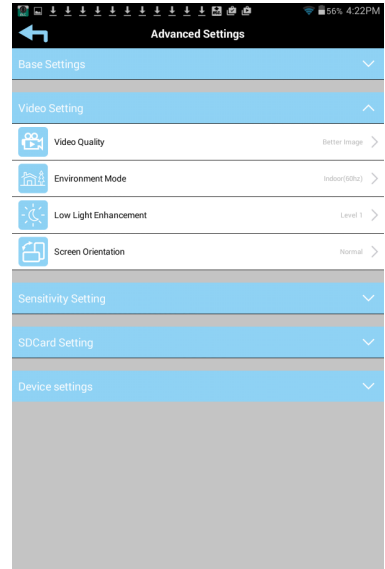 56% 4:22PM
Advanced Settings
Base Settings
Video Setting
Video Quality Better Image
Environment Mode Indoor(60hz)
Low Light Enhancement Level 1
Screen Orientation Normal
Sensitivity Setting
SDCard Setting
Device settings